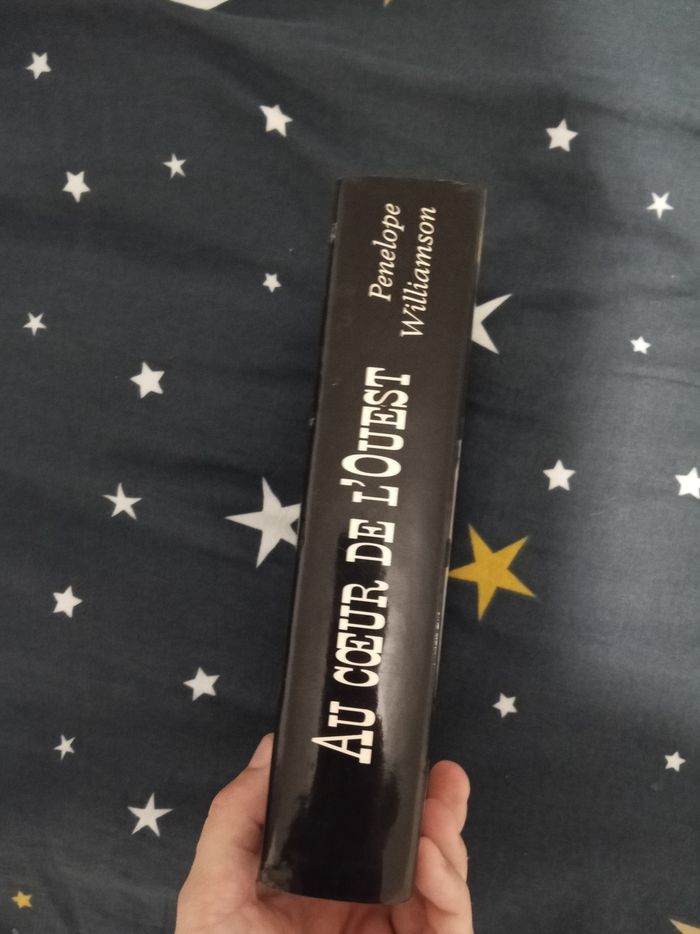 Penelope
Williamson
AU CŒUR DE L'OUEST